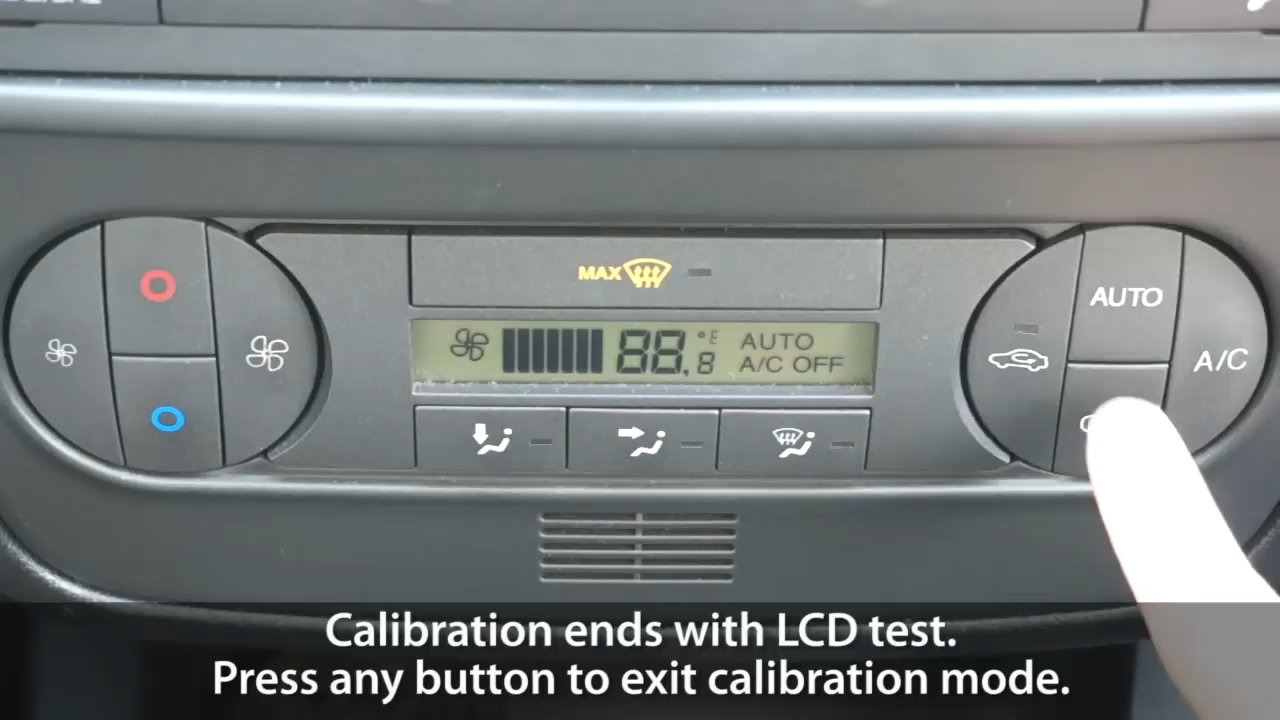 MAX
AUTO
88.8 °F AUTO
A/C OFF
A/C
Calibration ends with LCD test.
Press any button to exit calibration mode.